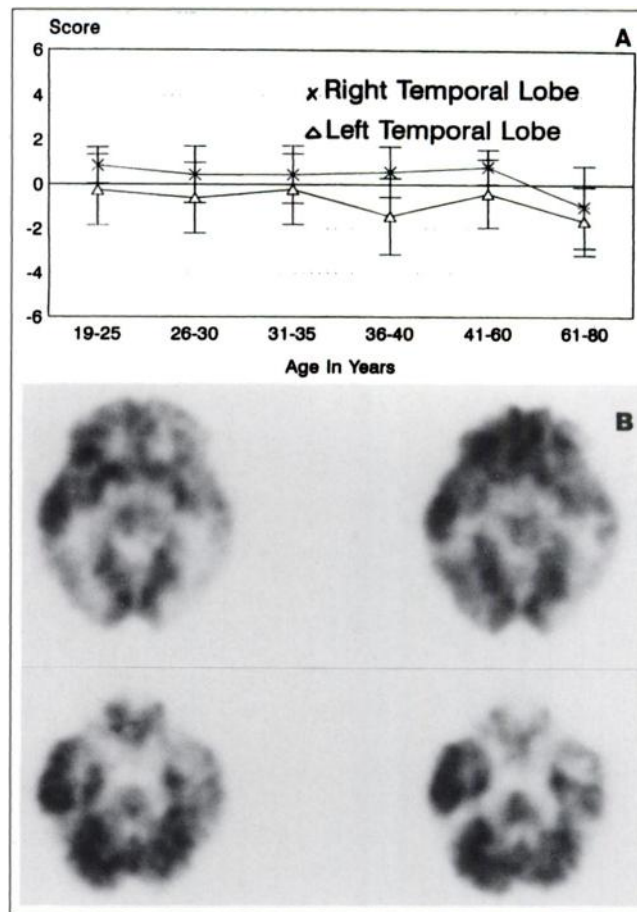 Score
A
6
4
2
0
-2
-4
-6
x Right Temporal Lobe
△ Left Temporal Lobe
19-25 26-30 31-35 36-40 41-60 61-80
Age In Years
B